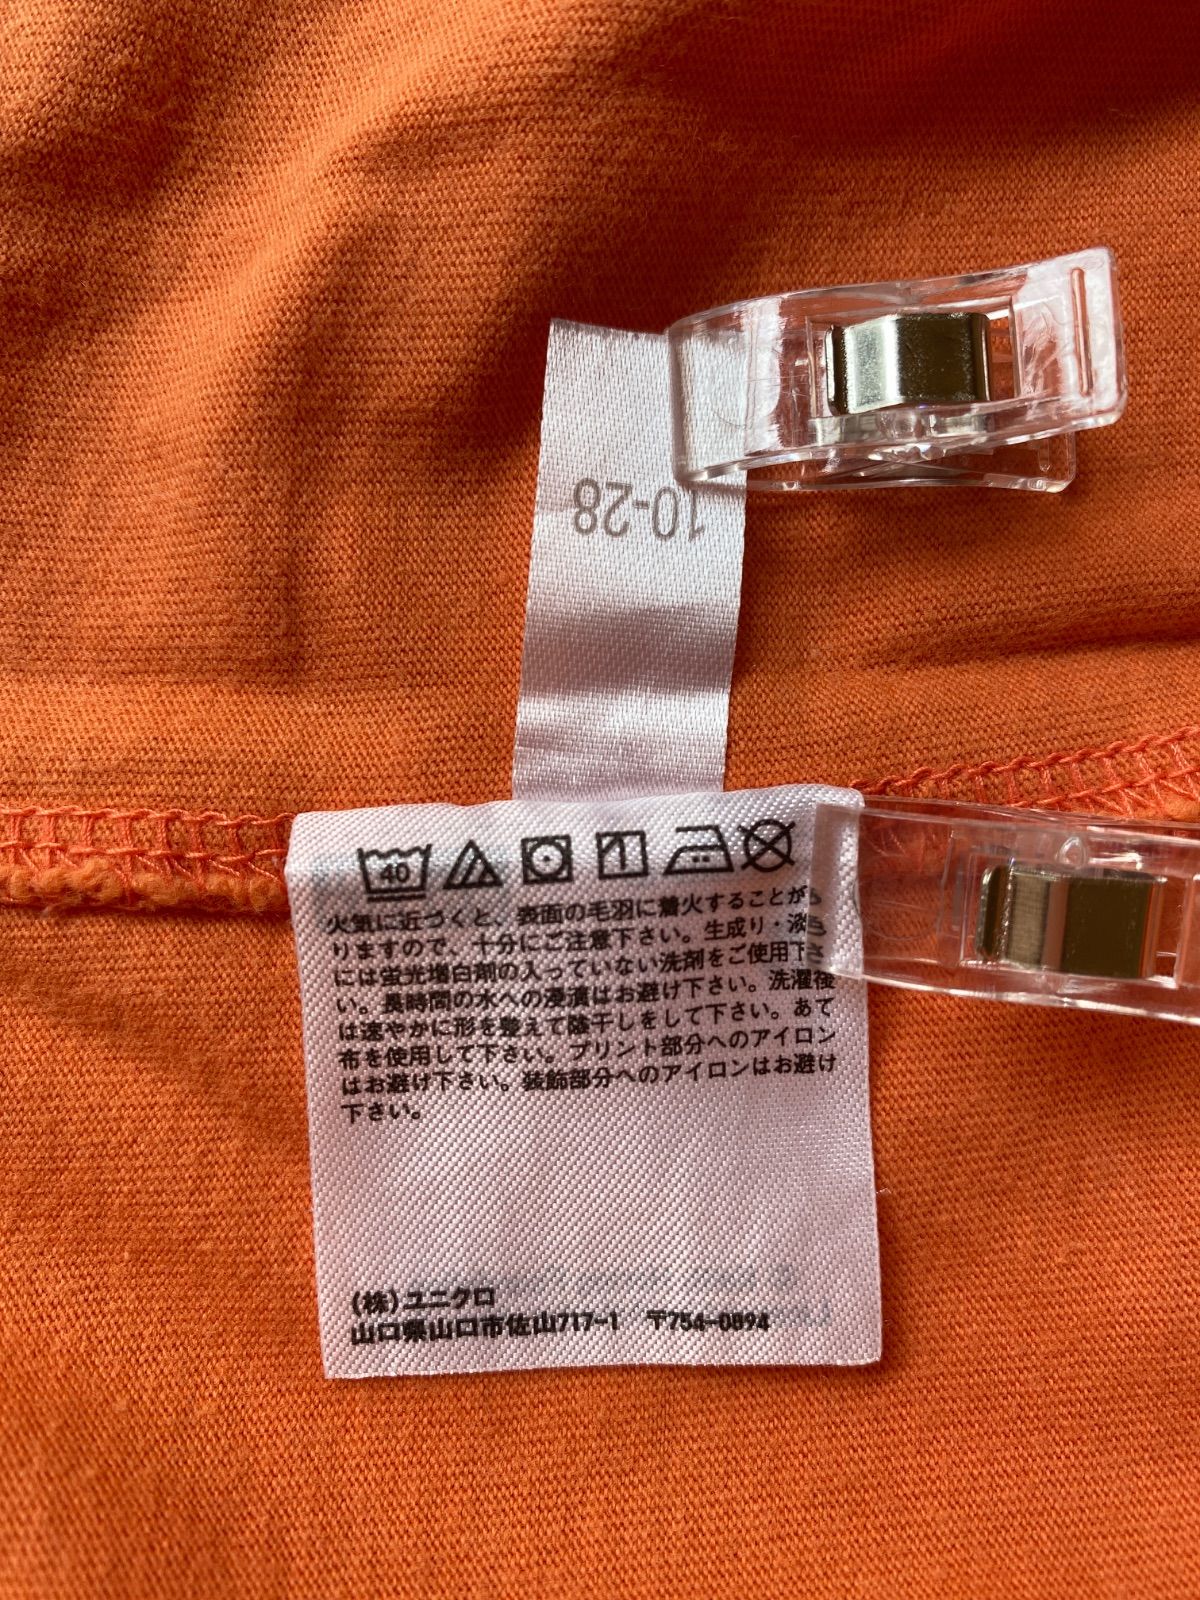 10-28
40
火気に近づくと、表面の毛羽に着火することがあ
りますので、十分にご注意下さい。生成り・淡色
には蛍光増白剤の入っていない洗剤をご使用下さ
い。長時間の水への浸漬はお避け下さい。洗濯後
は速やかに形を整えて陰干しをして下さい。あて
布を使用して下さい。プリント部分へのアイロン
はお避け下さい。装飾部分へのアイロンはお避け
下さい。
(株)ユニクロ
山口県山口市佐山717-1 〒754-0894